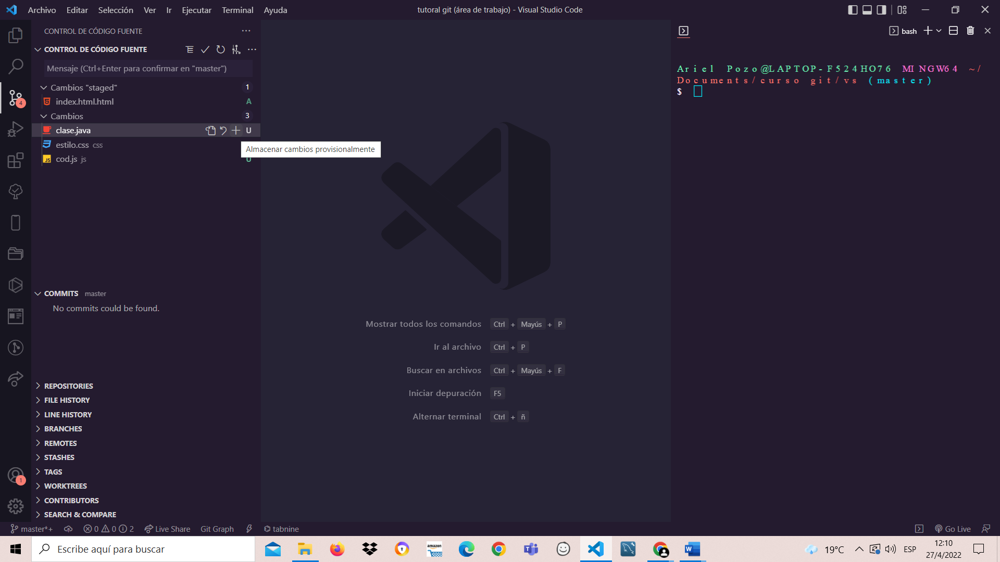 Archivo Editar Selección Ver Ir Ejecutar Terminal Ayuda
tutoral git (área de trabajo) - Visual Studio Code
CONTROL DE CÓDIGO FUENTE
CONTROL DE CÓDIGO FUENTE
Mensaje (Ctrl+Enter para confirmar en "master")
Cambios "staged" 1
index.html.html A
Cambios 3
clase.java U
Almacenar cambios provisionalmente
estilo.css css
cod.js js U
4
COMMITS master
No commits could be found.
REPOSITORIES
FILE HISTORY
LINE HISTORY
BRANCHES
REMOTES
STASHES
TAGS
WORKTREES
CONTRIBUTORS
SEARCH & COMPARE
1
Mostrar todos los comandos Ctrl + Mayús + P
Ir al archivo Ctrl + P
Buscar en archivos Ctrl + Mayús + F
Iniciar depuración F5
Alternar terminal Ctrl + ñ
bash
Ariel Pozo@LAPTOP-F524HO76 MINGW64 ~/
Documents/curso git/vs (master)
$
master*+ 0 0 2 Live Share Git Graph tabnine Go Live
Escribe aquí para buscar
amazon
19°C ESP
12:10
27/4/2022